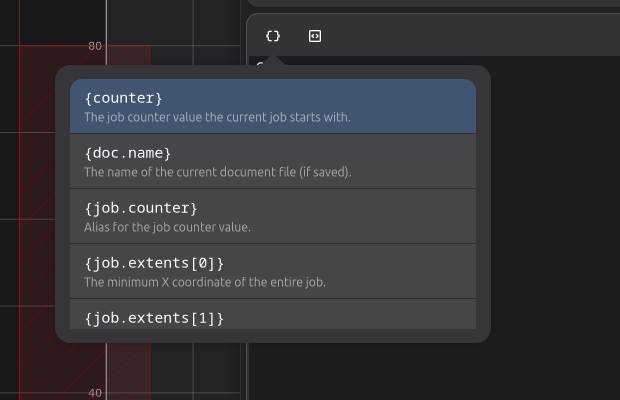 80
{}
{counter}
The job counter value the current job starts with.
{doc.name}
The name of the current document file (if saved).
{job.counter}
Alias for the job counter value.
{job.extents[0]}
The minimum X coordinate of the entire job.
{job.extents[1]}
40